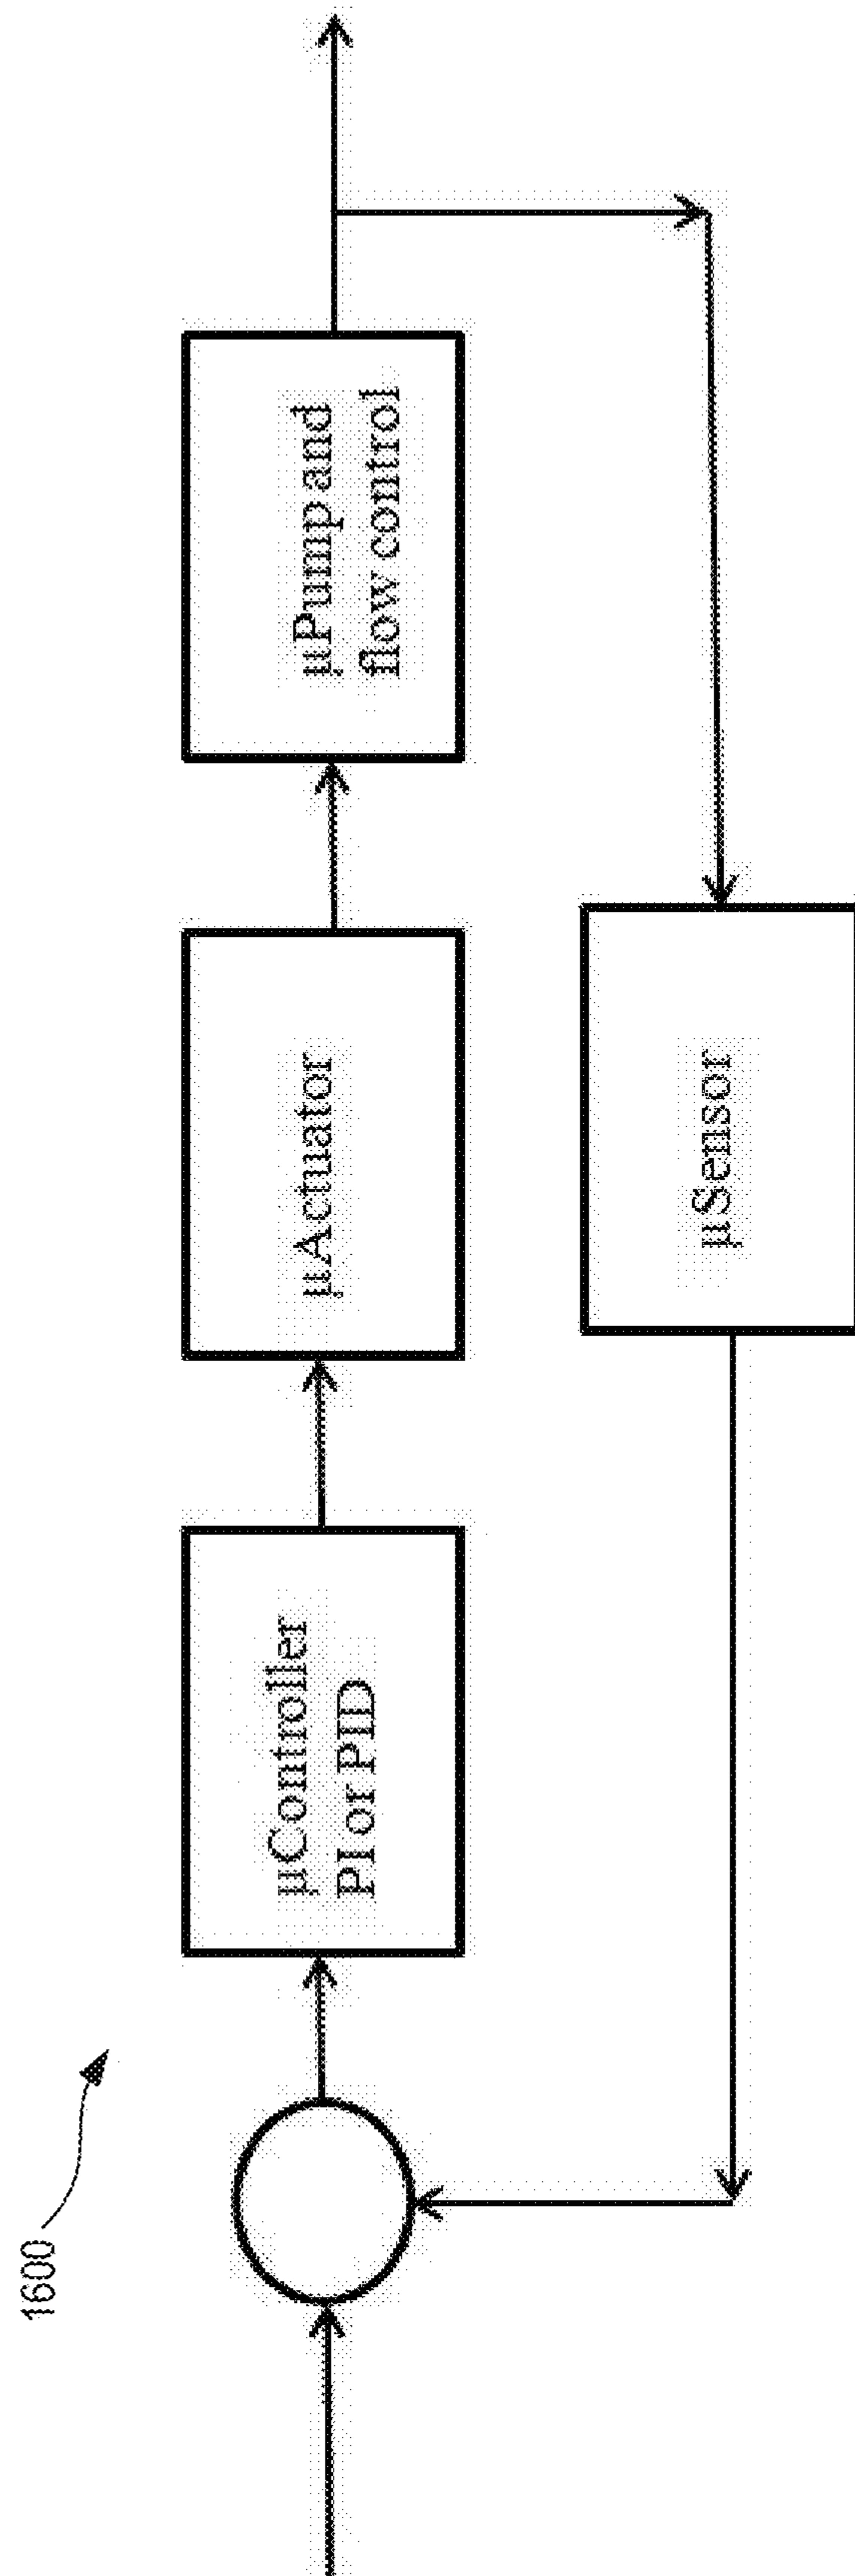 1600
µController
PI or PID
µActuator
µPump and
flow control
µSensor